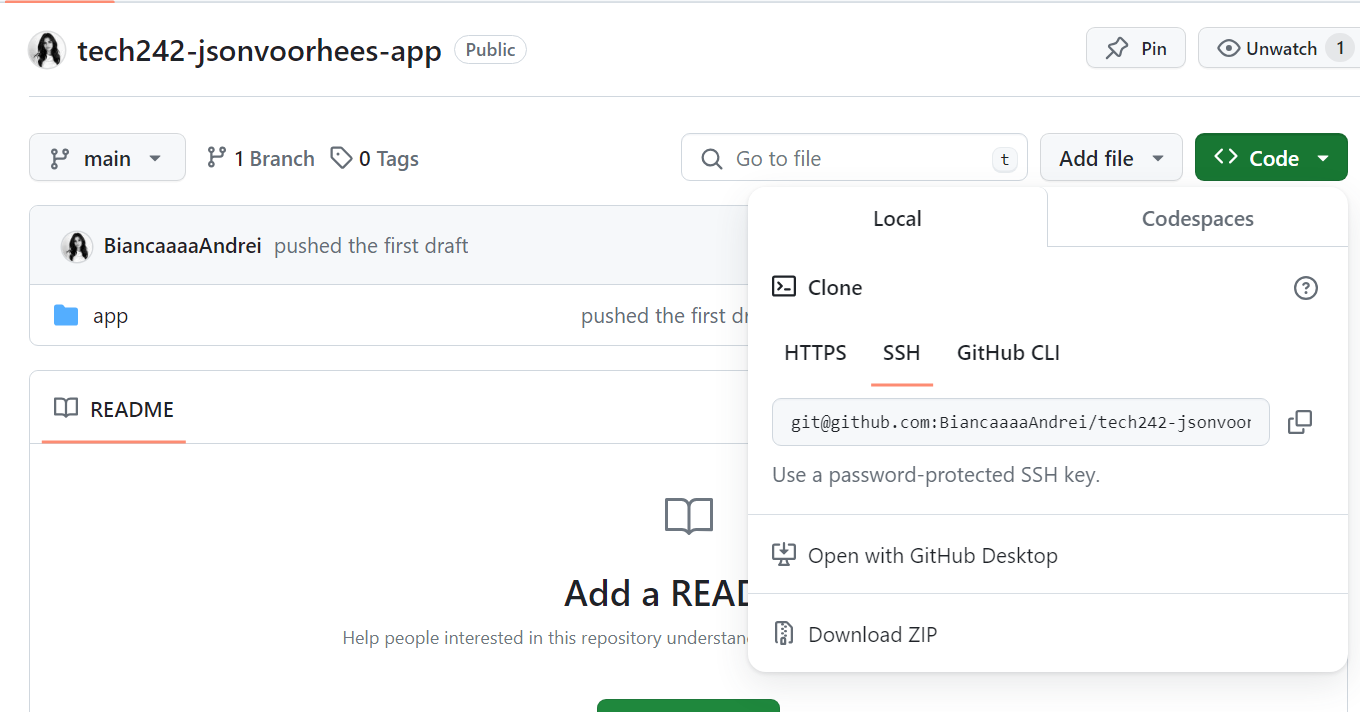 tech242-jsonvoorhees-app Public Pin Unwatch 1
main 1 Branch 0 Tags Go to file t Add file Code
Local Codespaces
BiancaaaaAndrei pushed the first draft
Clone
app pushed the first dr
HTTPS SSH GitHub CLI
README
git@github.com:BiancaaaaAndrei/tech242-jsonvoor
Use a password-protected SSH key.
Open with GitHub Desktop
Add a READ
Help people interested in this repository understand
Download ZIP